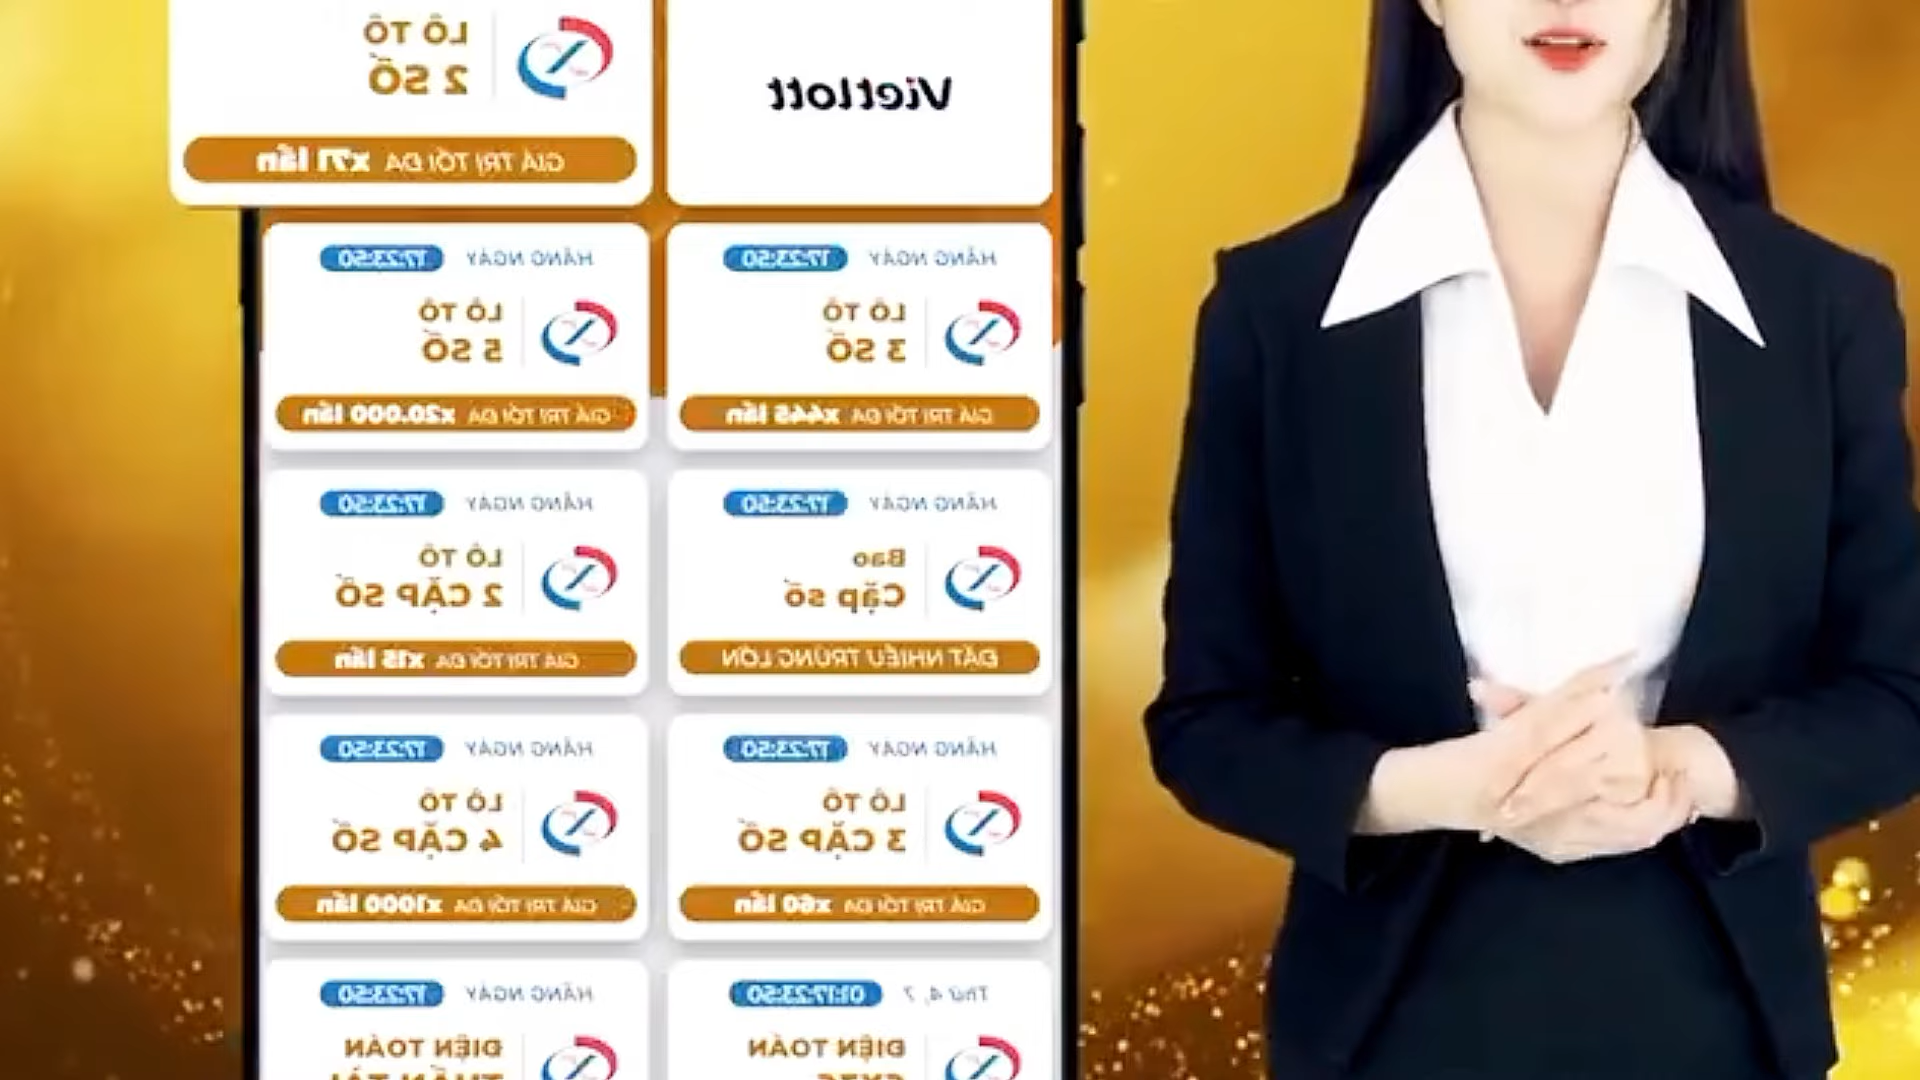 LÔ TÔ
2 SỐ
GIÁ TRỊ TỐI ĐA x71 lần
Vietlott
HẰNG NGÀY 17:23:50
LÔ TÔ
5 SỐ
GIÁ TRỊ TỐI ĐA x20.000 lần
HẰNG NGÀY 17:23:50
LÔ TÔ
3 SỐ
GIÁ TRỊ TỐI ĐA x445 lần
HẰNG NGÀY 17:23:50
LÔ TÔ
2 CẶP SỐ
GIÁ TRỊ TỐI ĐA x15 lần
HẰNG NGÀY 17:23:50
Bao
Cặp số
ĐẶT NHIỀU TRÚNG LỚN
HẰNG NGÀY 17:23:50
LÔ TÔ
4 CẶP SỐ
GIÁ TRỊ TỐI ĐA x1000 lần
HẰNG NGÀY 17:23:50
LÔ TÔ
3 CẶP SỐ
GIÁ TRỊ TỐI ĐA x60 lần
HẰNG NGÀY 17:23:50
ĐIỆN TOÁN
THẦN TÀI
Thứ 4, 7 01:17:23:50
ĐIỆN TOÁN
6X36